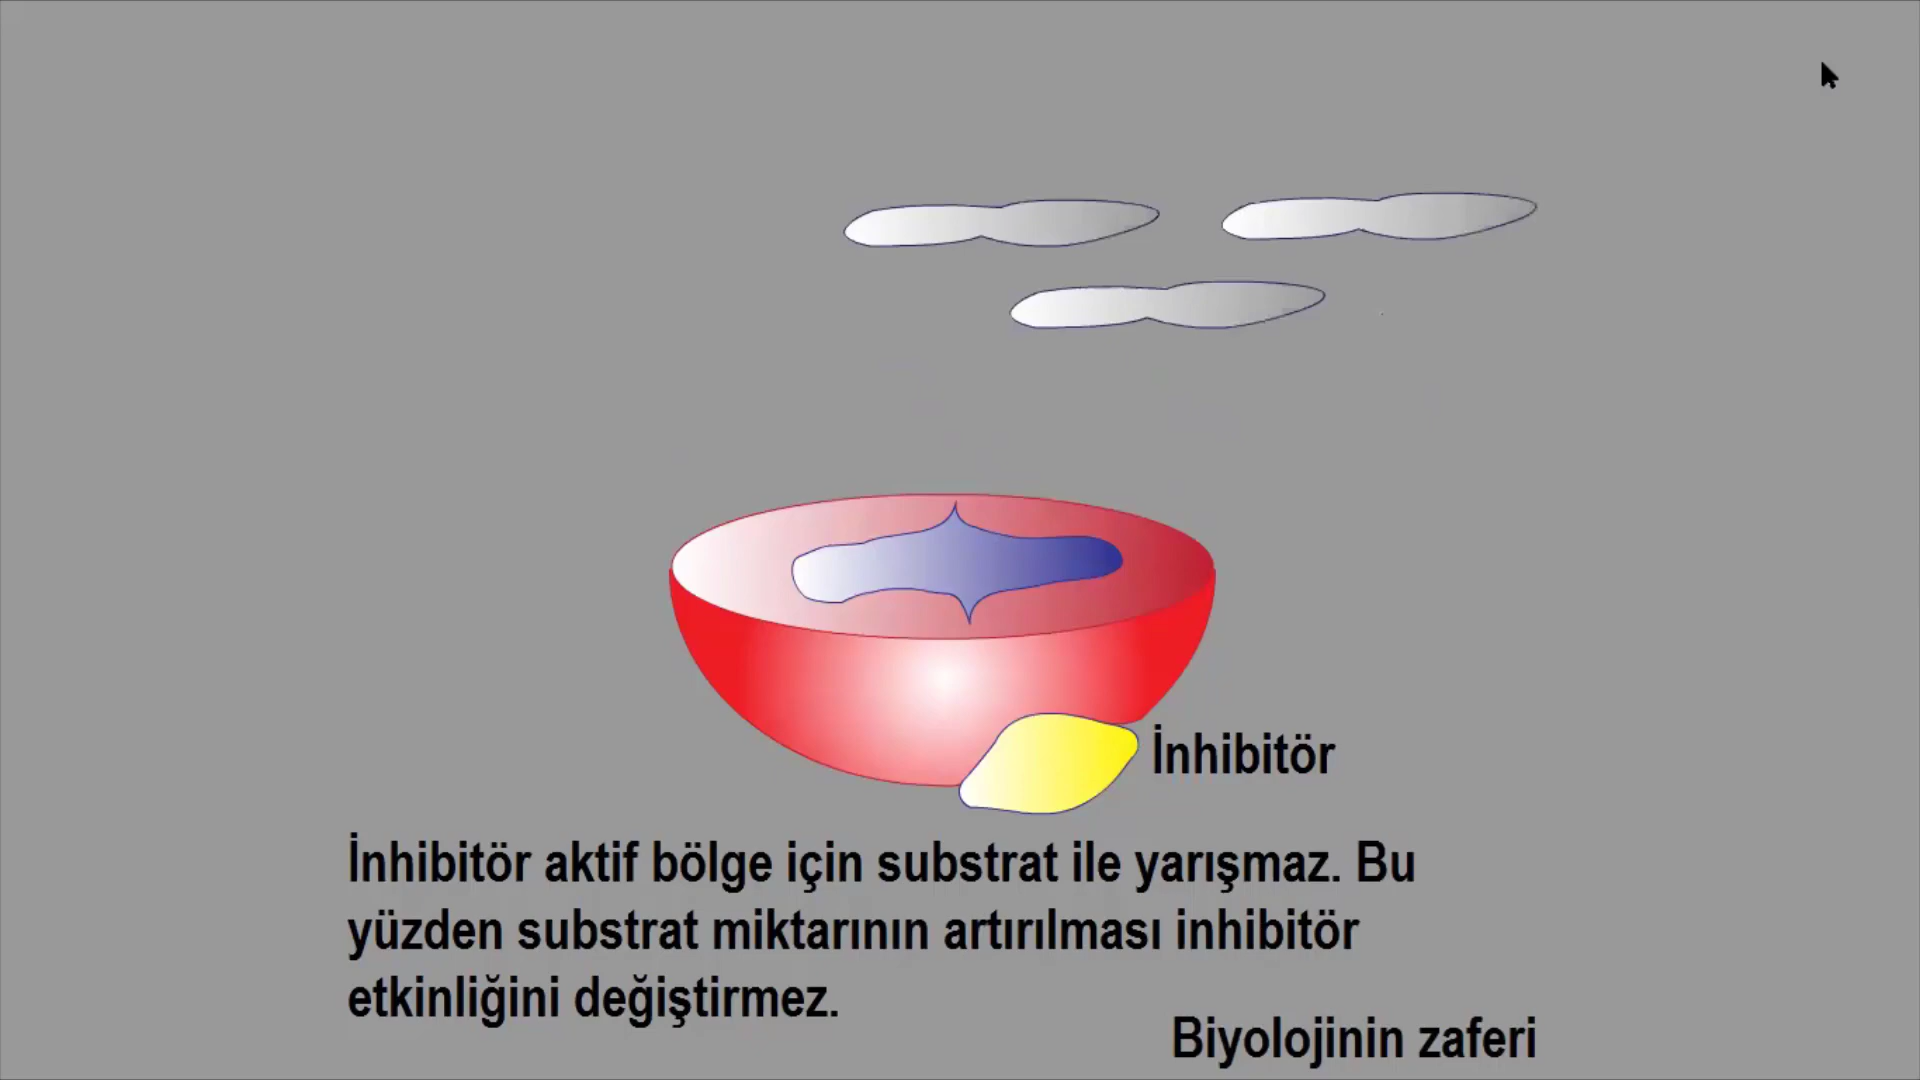 İnhibitör
İnhibitör aktif bölge için substrat ile yarışmaz. Bu
yüzden substrat miktarının artırılması inhibitör
etkinliğini değiştirmez.
Biyolojinin zaferi